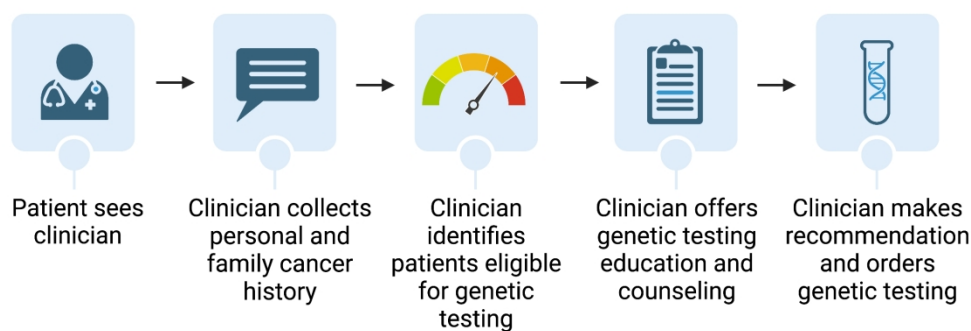 Patient sees
clinician
Clinician collects
personal and
family cancer
history
Clinician
identifies
patients eligible
for genetic
testing
Clinician offers
genetic testing
education and
counseling
Clinician makes
recommendation
and orders
genetic testing